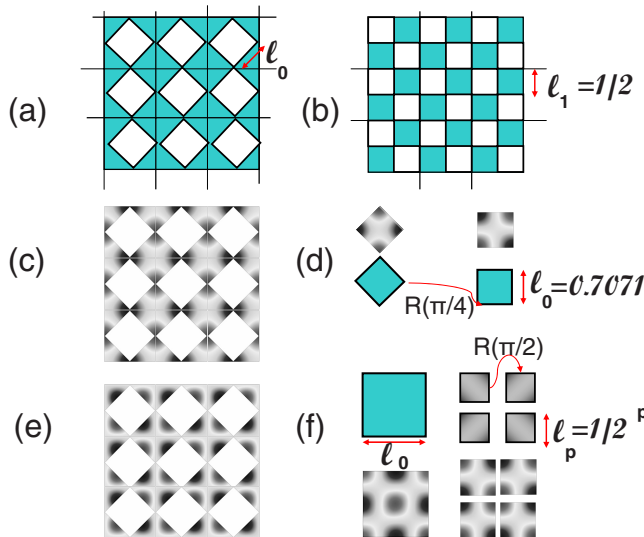 (a)
ℓ₀
(b)
ℓ₁ =1/2
(c)
(d)
R(π/4)
ℓ₀=0.7071
(e)
(f)
R(π/2)
ℓ₀
ℓₚ=1/2ᵖ